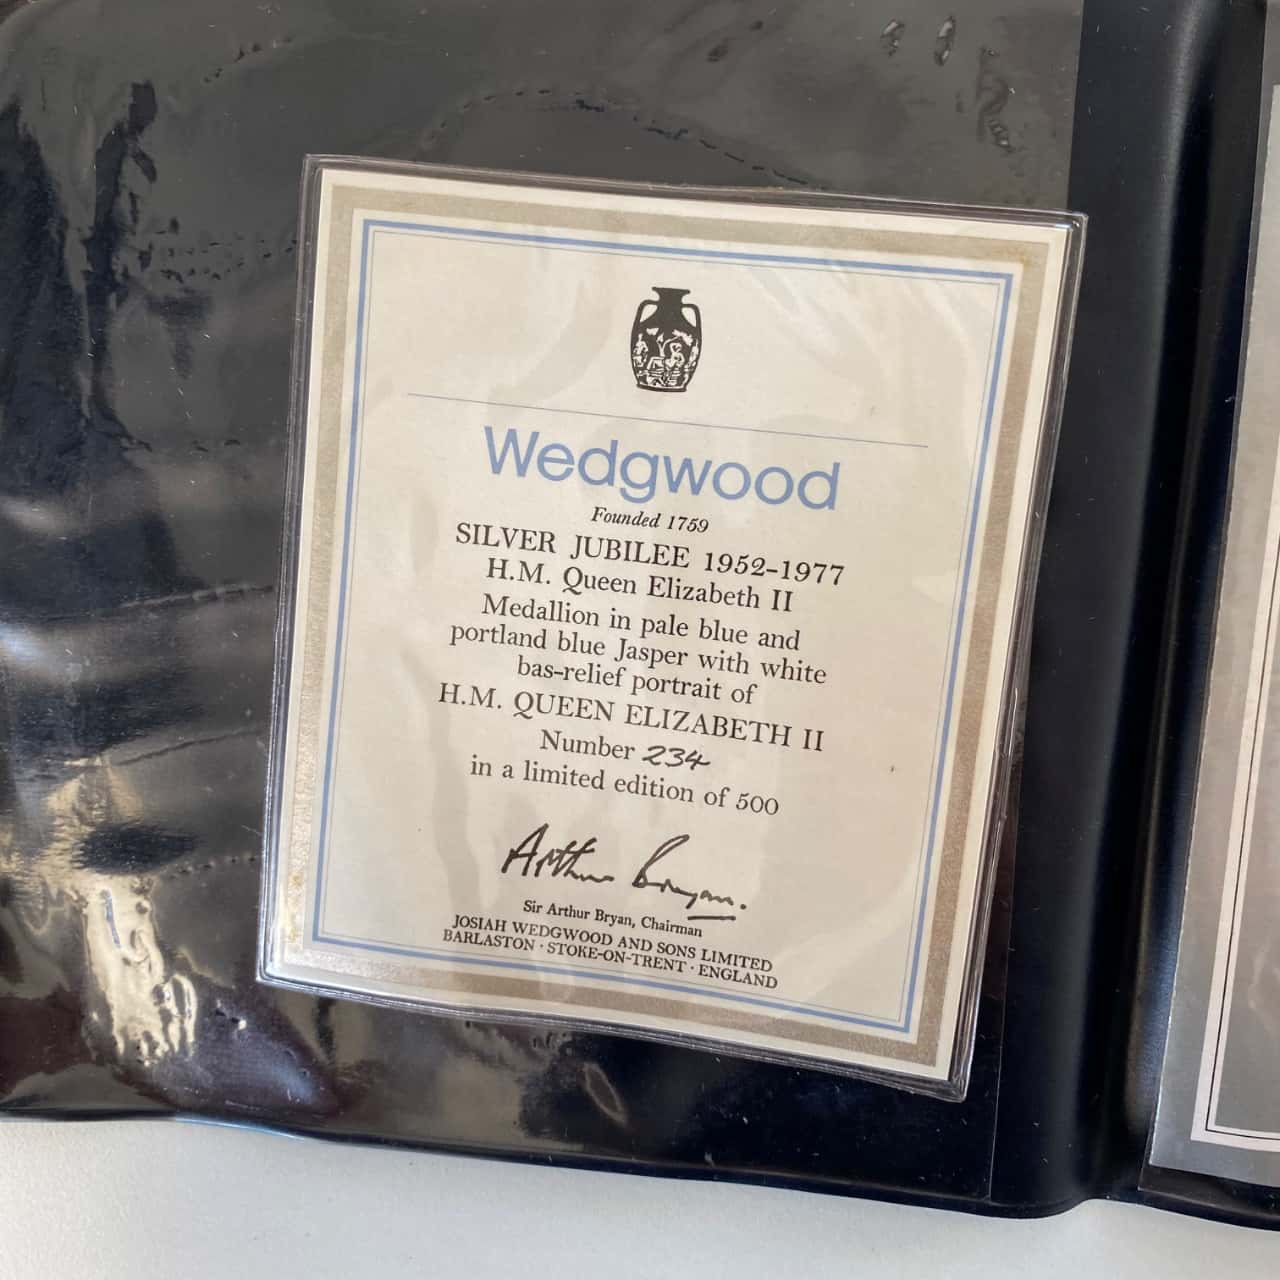 Wedgwood
Founded 1759
SILVER JUBILEE 1952-1977
H.M. Queen Elizabeth II
Medallion in pale blue and
portland blue Jasper with white
bas-relief portrait of
H.M. QUEEN ELIZABETH II
Number 234
in a limited edition of 500
Arthur Bryan.
Sir Arthur Bryan, Chairman
JOSIAH WEDGWOOD AND SONS LIMITED
BARLASTON · STOKE-ON-TRENT · ENGLAND